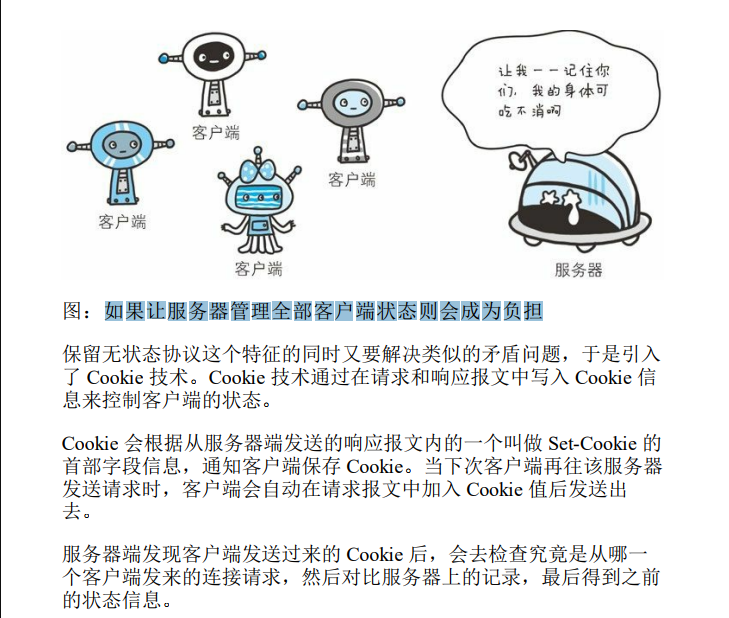 让我一一记住你
们，我的身体可
吃不消啊
客户端
客户端
客户端
客户端
服务器
图：如果让服务器管理全部客户端状态则会成为负担
保留无状态协议这个特征的同时又要解决类似的矛盾问题，于是引入
了 Cookie 技术。Cookie 技术通过在请求和响应报文中写入 Cookie 信
息来控制客户端的状态。
Cookie 会根据从服务器端发送的响应报文内的一个叫做 Set-Cookie 的
首部字段信息，通知客户端保存 Cookie。当下次客户端再往该服务器
发送请求时，客户端会自动在请求报文中加入 Cookie 值后发送出
去。
服务器端发现客户端发送过来的 Cookie 后，会去检查究竟是从哪一
个客户端发来的连接请求，然后对比服务器上的记录，最后得到之前
的状态信息。